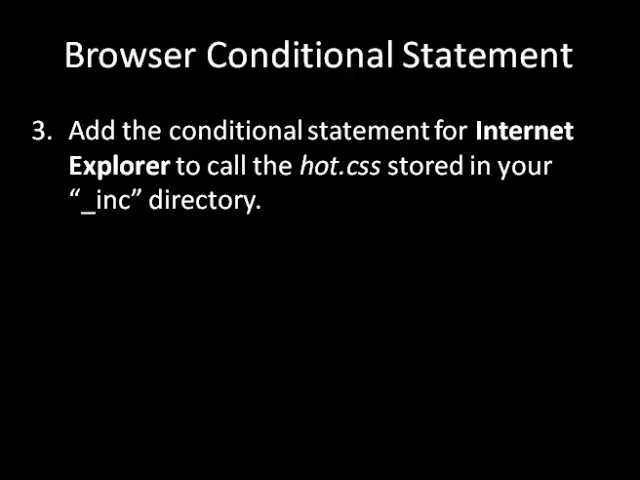 Browser Conditional Statement
3. Add the conditional statement for Internet
Explorer to call the hot.css stored in your
“_inc” directory.